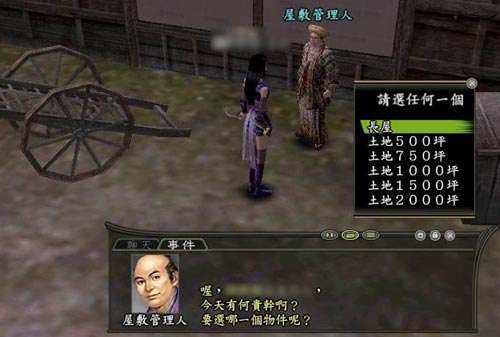 屋敷管理人
請選任何一個
長屋
土地500坪
土地750坪
土地1000坪
土地1500坪
土地2000坪
聊天 事件
喔，
，
今天有何貴幹啊？
要選哪一個物件呢？
屋敷管理人